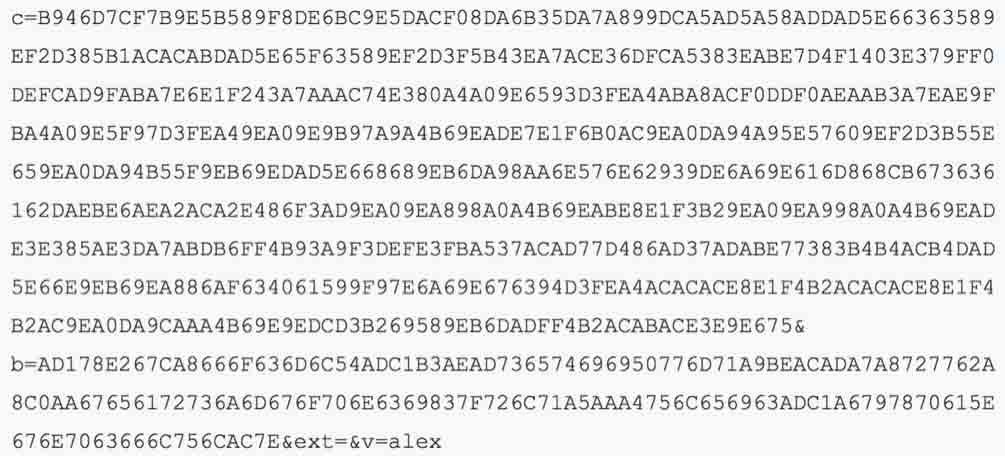 c=B946D7CF7B9E5B589F8DE6BC9E5DACF08DA6B35DA7A899DCA5AD5A58ADDAD5E66363589
EF2D385B1ACACABDAD5E65F63589EF2D3F5B43EA7ACE36DFCA5383EABE7D4F1403E379FF0
DEFCAD9FABA7E6E1F243A7AAAC74E380A4A09E6593D3FEA4ABA8ACF0DDF0AEAAB3A7EAE9F
BA4A09E5F97D3FEA49EA09E9B97A9A4B69EADE7E1F6B0AC9EA0DA94A95E57609EF2D3B55E
659EA0DA94B55F9EB69EDAD5E668689EB6DA98AA6E576E62939DE6A69E616D868CB673636
162DAEBE6AEA2ACA2E486F3AD9EA09EA898A0A4B69EABE8E1F3B29EA09EA998A0A4B69EAD
E3E385AE3DA7ABDB6FF4B93A9F3DEFE3FBA537ACAD77D486AD37ADABE77383B4B4ACB4DAD
5E66E9EB69EA886AF634061599F97E6A69E676394D3FEA4ACACACE8E1F4B2ACACACE8E1F4
B2AC9EA0DA9CAAA4B69E9EDCD3B269589EB6DADFF4B2ACABACE3E9E675&
b=AD178E267CA8666F636D6C54ADC1B3AEAD736574696950776D71A9BEACADA7A8727762A
8C0AA67656172736A6D676F706E6369837F726C71A5AAA4756C656963ADC1A6797870615E
676E7063666C756CAC7E&ext=&v=alex